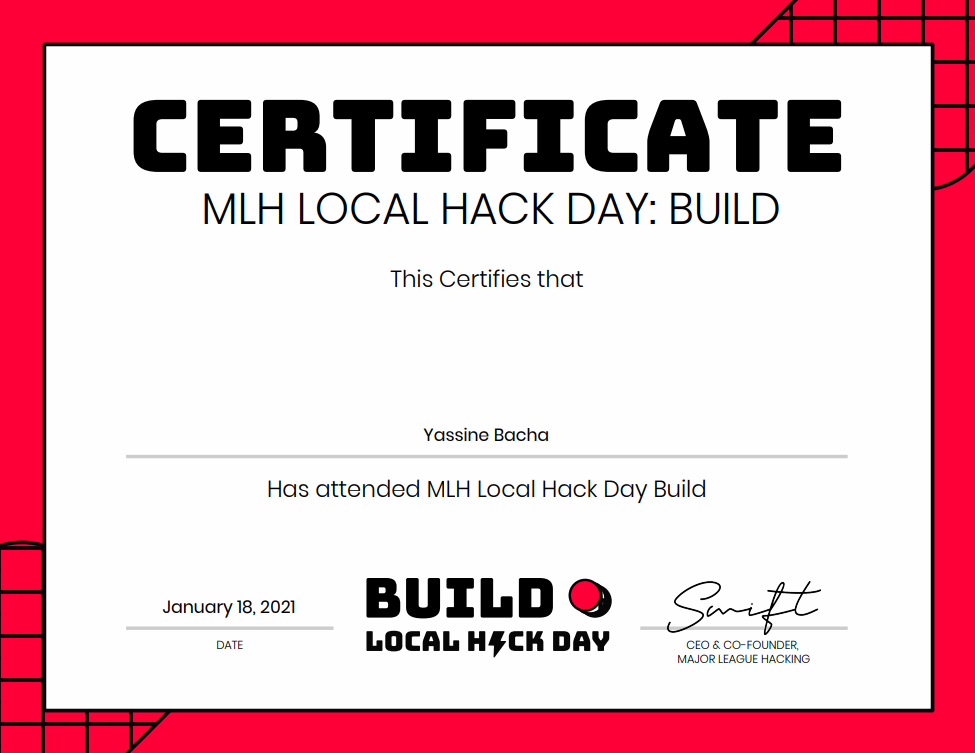 CERTIFICATE
MLH LOCAL HACK DAY: BUILD
This Certifies that
Yassine Bacha
Has attended MLH Local Hack Day Build
January 18, 2021
DATE
BUILD
LOCAL HACK DAY
Swift
CEO & CO-FOUNDER,
MAJOR LEAGUE HACKING